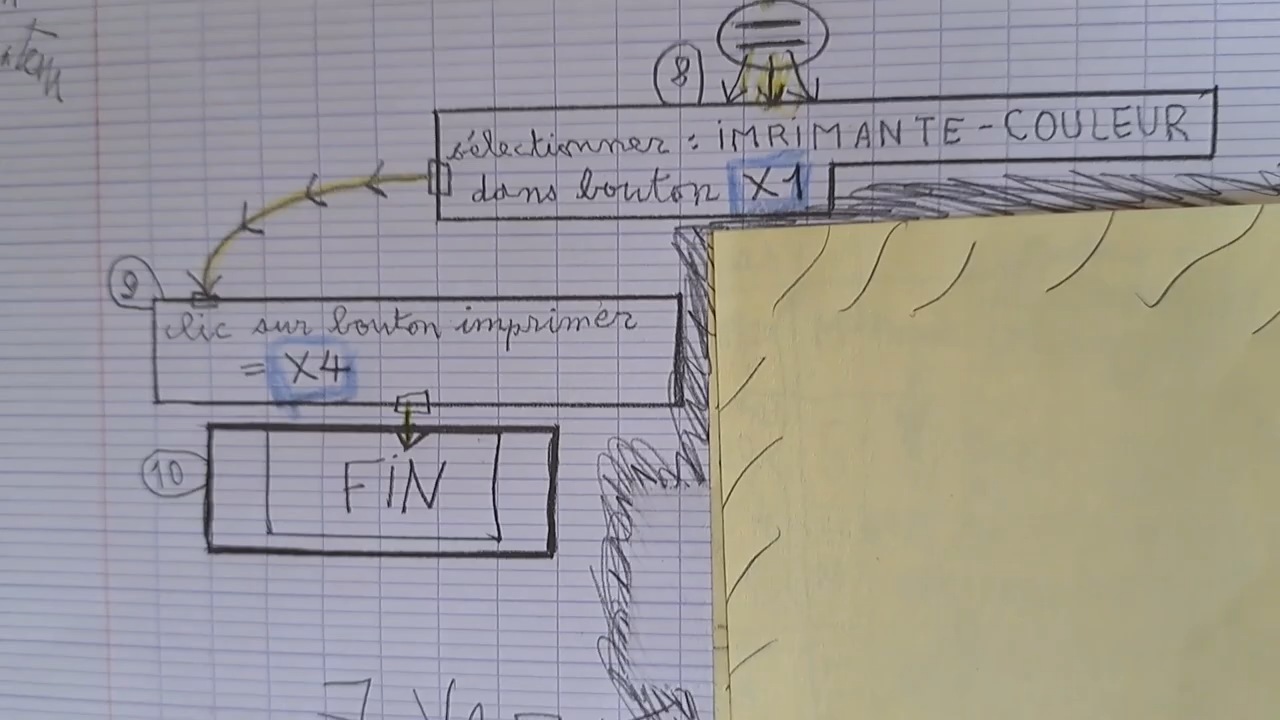 8
sélectionner : iMRiMANTE-COULEUR
dans bouton X1
9
clic sur bouton imprimer
= X4
10
FiN